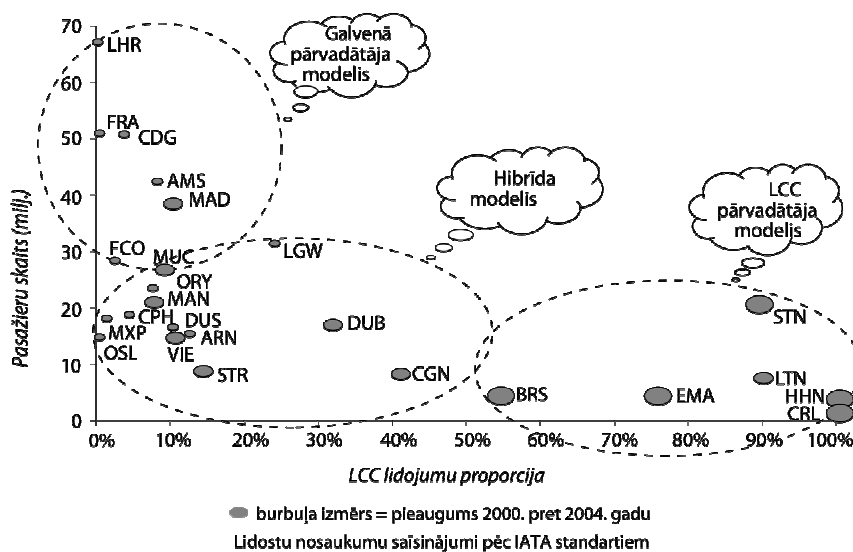 70
60
50
40
30
20
10
0
Pasažieru skaits (milj.)
LHR
FRA
CDG
AMS
MAD
FCO
MUC
LGW
ORY
MAN
CPH
DUS
MXP
ARN
OSL
VIE
STR
DUB
CGN
BRS
EMA
STN
LTN
HHN
CRL
Galvenā
pārvadātāja
modelis
Hibrīda
modelis
LCC
pārvadātāja
modelis
0% 10% 20% 30% 40% 50% 60% 70% 80% 90% 100%
LCC lidojumu proporcija
burbuļa izmērs = pieaugums 2000. pret 2004. gadu
Lidostu nosaukumu saīsinājumi pēc IATA standartiem